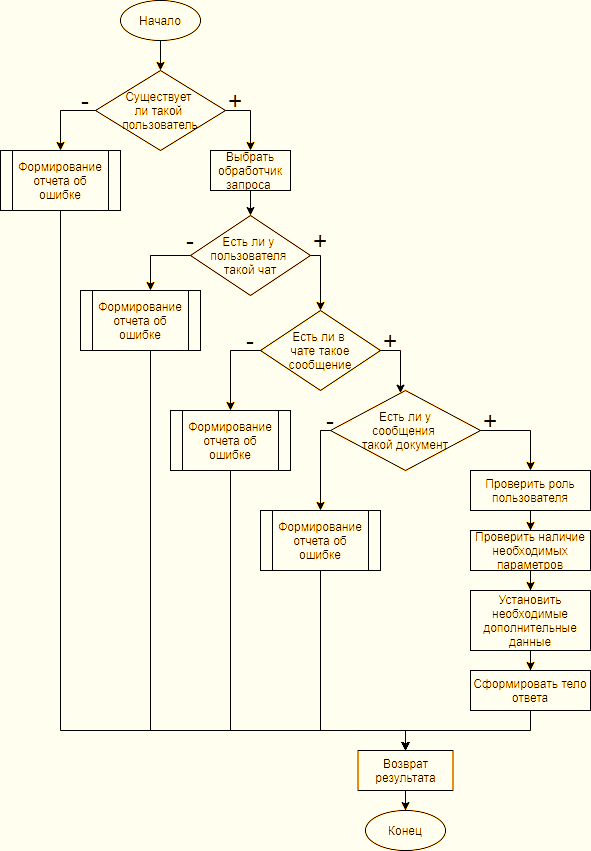 Начало
Существует
ли такой
пользователь
-
+
Формирование
отчета об
ошибке
Выбрать
обработчик
запроса
Есть ли у
пользователя
такой чат
-
+
Формирование
отчета об
ошибке
Есть ли в
чате такое
сообщение
-
+
Формирование
отчета об
ошибке
Есть ли у
сообщения
такой документ
-
+
Формирование
отчета об
ошибке
Проверить роль
пользователя
Проверить наличие
необходимых
параметров
Установить
необходимые
дополнительные
данные
Сформировать тело
ответа
Возврат
результата
Конец